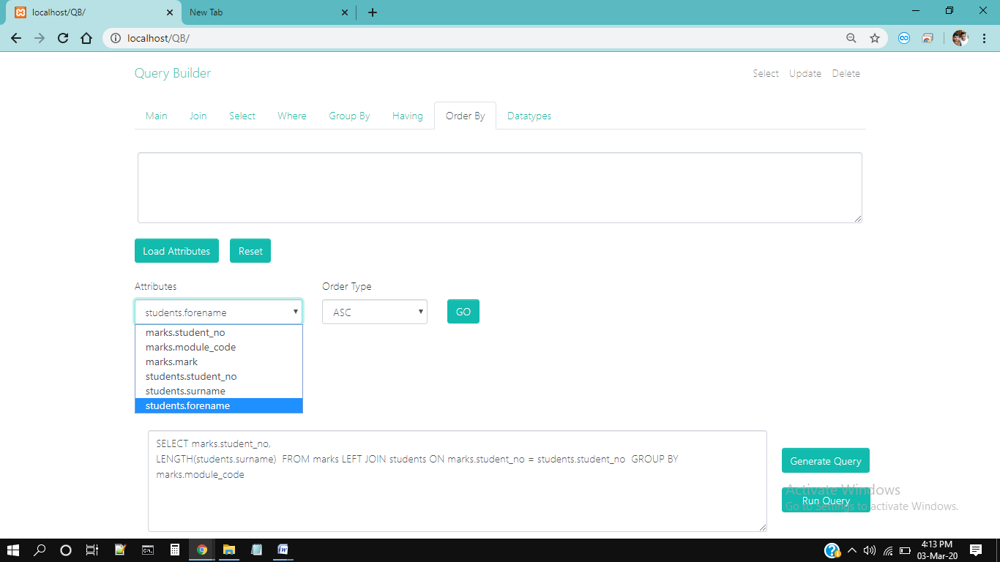 localhost/QB/
New Tab
localhost/QB/
Query Builder
Select Update Delete
Main Join Select Where Group By Having Order By Datatypes
Load Attributes Reset
Attributes Order Type
students.forename ASC GO
marks.student_no
marks.module_code
marks.mark
students.student_no
students.surname
students.forename
SELECT marks.student_no,
LENGTH(students.surname)  FROM marks LEFT JOIN students ON marks.student_no = students.student_no  GROUP BY
marks.module_code
Generate Query
Activate Windows
Run Query
Go to Settings to activate Windows.
4:13 PM
03-Mar-20